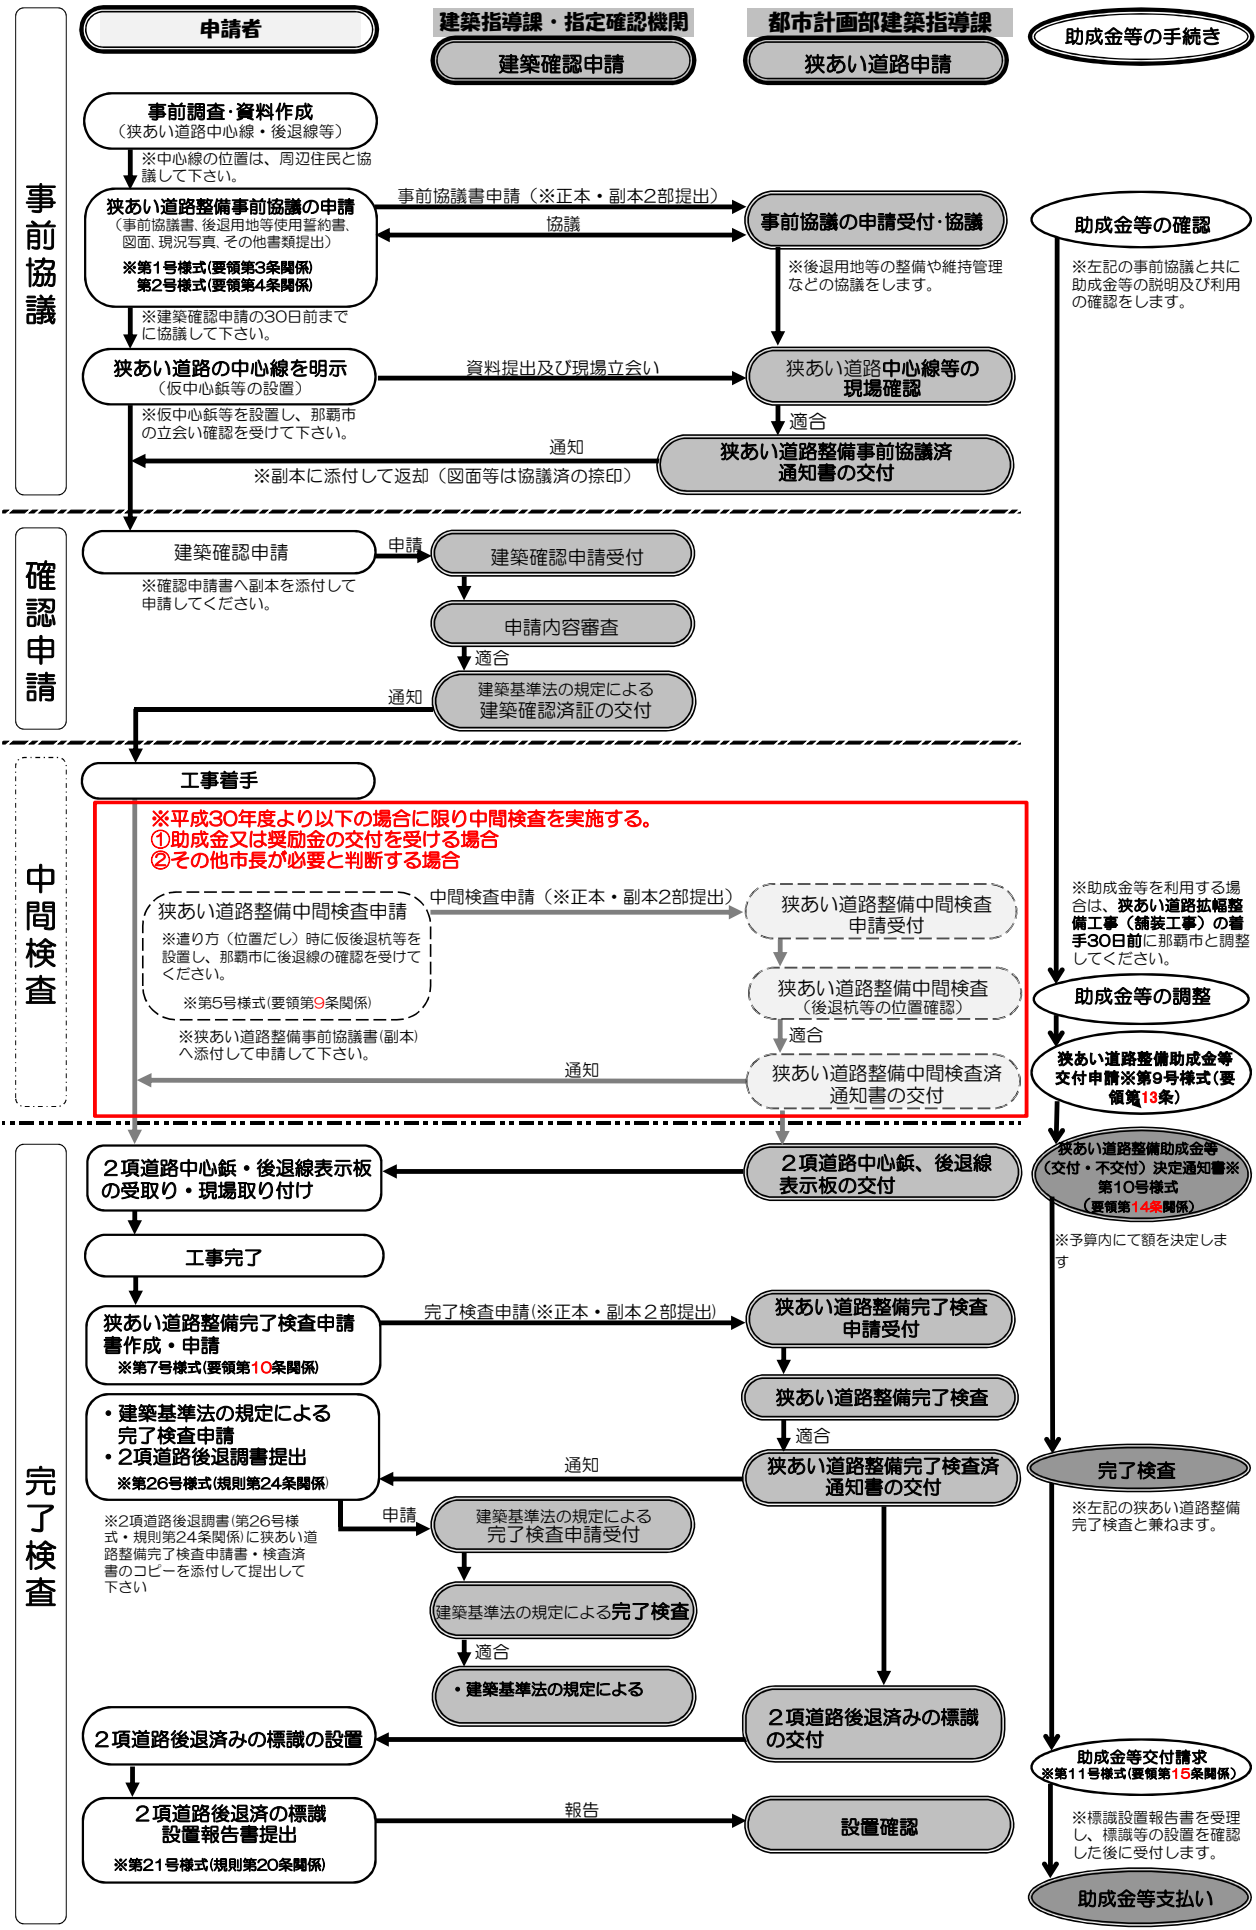 申請者
建築指導課・指定確認機関
建築確認申請
都市計画部建築指導課
狭あい道路申請
助成金等の手続き
事前協議
事前調査・資料作成
（狭あい道路中心線・後退線等）
※中心線の位置は、周辺住民と協
議して下さい。
狭あい道路整備事前協議の申請
（事前協議書、後退用地等使用誓約書、
図面、現況写真、その他書類提出）
※第1号様式(要領第3条関係)
第2号様式(要領第4条関係)
事前協議書申請（※正本・副本2部提出）
協議
事前協議の申請受付・協議
※後退用地等の整備や維持管理
などの協議をします。
助成金等の確認
※左記の事前協議と共に
助成金等の説明及び利用
の確認をします。
※建築確認申請の30日前まで
に協議して下さい。
狭あい道路の中心線を明示
（仮中心鋲等の設置）
資料提出及び現場立会い
狭あい道路中心線等の
現場確認
※仮中心鋲等を設置し、那覇市
の立会い確認を受けて下さい。
適合
通知
狭あい道路整備事前協議済
通知書の交付
※副本に添付して返却（図面等は協議済の捺印）
確認申請
建築確認申請
申請
建築確認申請受付
※確認申請書へ副本を添付して
申請してください。
申請内容審査
適合
通知
建築基準法の規定による
建築確認済証の交付
中間検査
工事着手
※平成30年度より以下の場合に限り中間検査を実施する。
①助成金又は奨励金の交付を受ける場合
②その他市長が必要と判断する場合
狭あい道路整備中間検査申請
※遣り方（位置だし）時に仮後退杭等を
設置し、那覇市に後退線の確認を受けて
ください。
※第5号様式(要領第9条関係)
中間検査申請（※正本・副本2部提出）
狭あい道路整備中間検査
申請受付
狭あい道路整備中間検査
（後退杭等の位置確認）
適合
※狭あい道路整備事前協議書(副本)
へ添付して申請して下さい。
通知
狭あい道路整備中間検査済
通知書の交付
※助成金等を利用する場
合は、狭あい道路拡幅整
備工事（舗装工事）の着
手30日前に那覇市と調整
してください。
助成金等の調整
狭あい道路整備助成金等
交付申請※第9号様式(要
領第13条)
完了検査
２項道路中心鋲・後退線表示板
の受取り・現場取り付け
２項道路中心鋲、後退線
表示板の交付
狭あい道路整備助成金等
（交付・不交付）決定通知書※
第10号様式
（要領第14条関係）
※予算内にて額を決定しま
す
工事完了
狭あい道路整備完了検査申請
書作成・申請
※第7号様式(要領第10条関係)
完了検査申請(※正本・副本２部提出)
狭あい道路整備完了検査
申請受付
狭あい道路整備完了検査
適合
・建築基準法の規定による
完了検査申請
・2項道路後退調書提出
※第26号様式(規則第24条関係)
通知
狭あい道路整備完了検査済
通知書の交付
完了検査
※左記の狭あい道路整備
完了検査と兼ねます。
※2項道路後退調書(第26号様
式・規則第24条関係)に狭あい道
路整備完了検査申請書・検査済
書のコピーを添付して提出して
下さい
申請
建築基準法の規定による
完了検査申請受付
建築基準法の規定による完了検査
適合
・建築基準法の規定による
２項道路後退済みの標識の設置
２項道路後退済みの標識
の交付
助成金等交付請求
※第11号様式(要領第15条関係)
２項道路後退済の標識
設置報告書提出
※第21号様式(規則第20条関係)
報告
設置確認
※標識設置報告書を受理
し、標識等の設置を確認
した後に受付します。
助成金等支払い